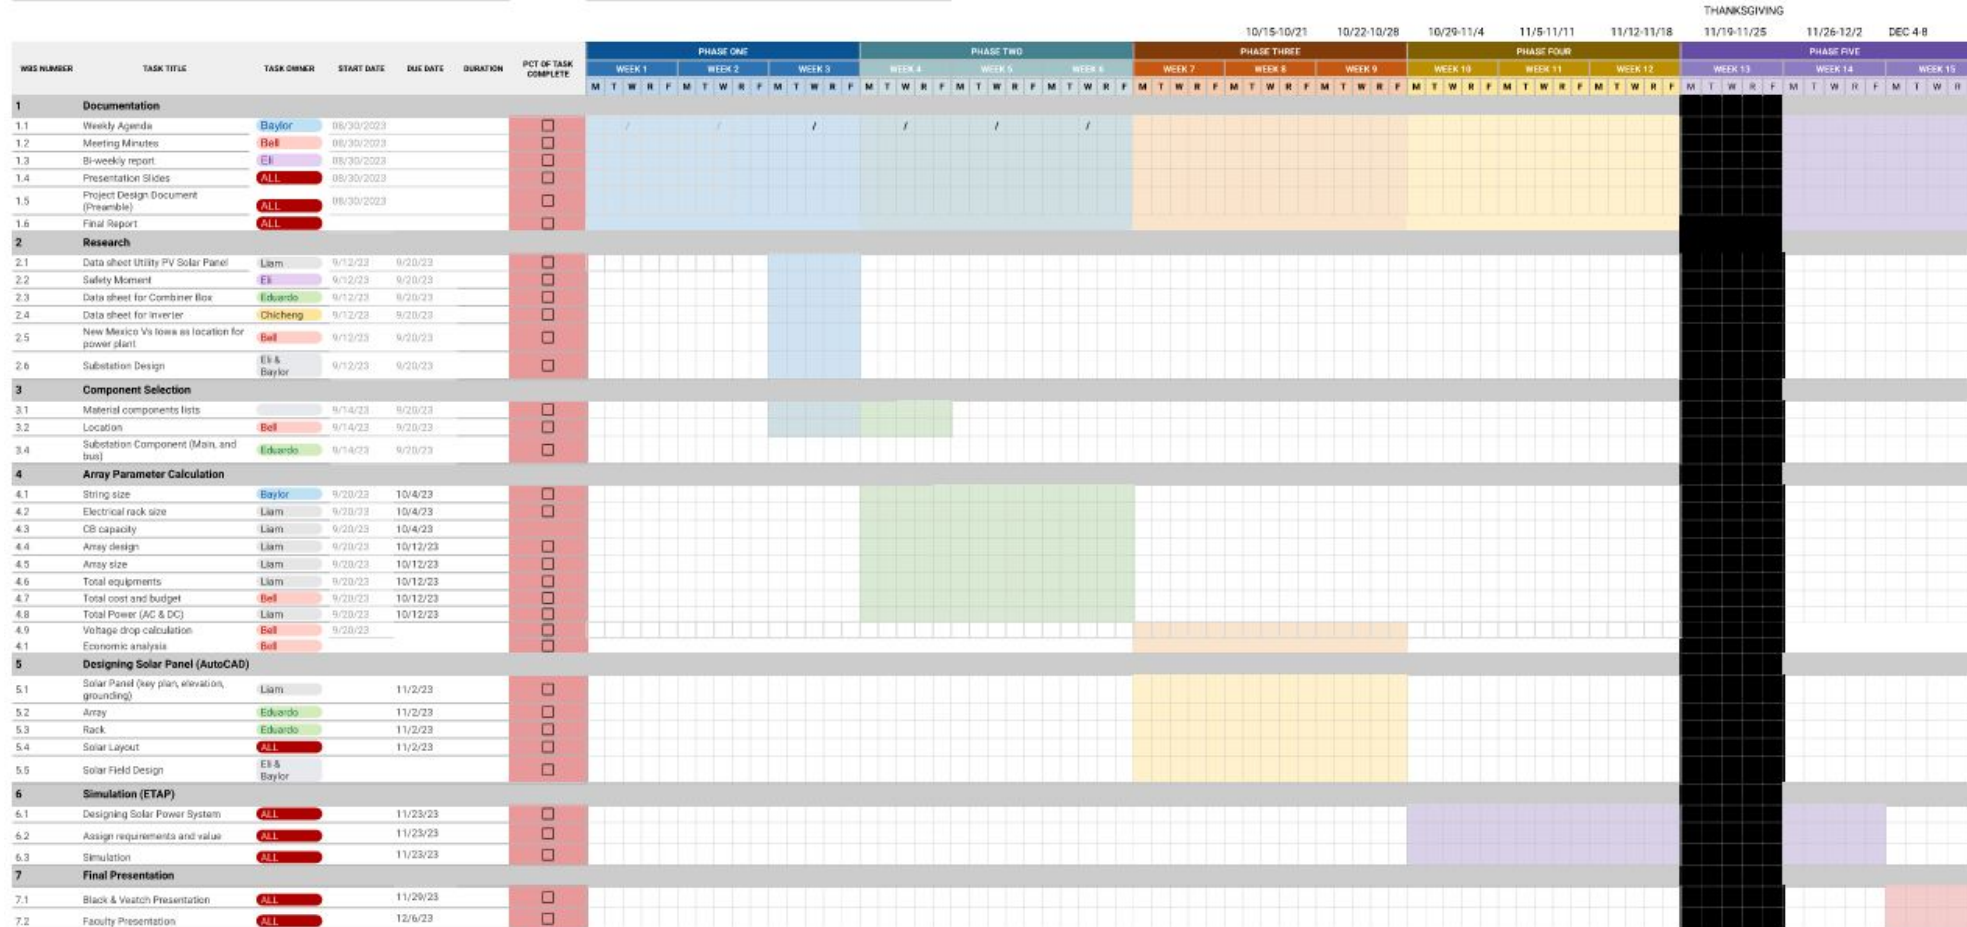 THANKSGIVING
10/15-10/21 10/22-10/28 10/29-11/4 11/5-11/11 11/12-11/18 11/19-11/25 11/26-12/2 DEC 4-8
WBS NUMBER TASK TITLE TASK OWNER START DATE DUE DATE DURATION PCT OF TASK COMPLETE PHASE ONE PHASE TWO PHASE THREE PHASE FOUR PHASE FIVE
WEEK 1 WEEK 2 WEEK 3 WEEK 4 WEEK 5 WEEK 6 WEEK 7 WEEK 8 WEEK 9 WEEK 10 WEEK 11 WEEK 12 WEEK 13 WEEK 14 WEEK 15
M T W R F M T W R F M T W R F M T W R F M T W R F M T W R F M T W R F M T W R F M T W R F M T W R F M T W R F M T W R F M T W R F M T W R F M T W R
1 Documentation
1.1 Weekly Agenda Baylor 08/30/2023 / / / / / /
1.2 Meeting Minutes Bell 08/30/2023
1.3 Bi-weekly report Eli 08/30/2023
1.4 Presentation Slides ALL 08/30/2023
1.5 Project Design Document (Preamble) ALL 08/30/2023
1.6 Final Report ALL
2 Research
2.1 Data sheet Utility PV Solar Panel Liam 9/12/23 9/20/23
2.2 Safety Moment Eli 9/12/23 9/20/23
2.3 Data sheet for Combiner Box Eduardo 9/12/23 9/20/23
2.4 Data sheet for Inverter Chicheng 9/12/23 9/20/23
2.5 New Mexico Vs Iowa as location for power plant Bell 9/12/23 9/20/23
2.6 Substation Design Eli & Baylor 9/12/23 9/20/23
3 Component Selection
3.1 Material components lists 9/14/23 9/20/23
3.2 Location Bell 9/14/23 9/20/23
3.4 Substation Component (Main, and bus) Eduardo 9/14/23 9/20/23
4 Array Parameter Calculation
4.1 String size Baylor 9/20/23 10/4/23
4.2 Electrical rack size Liam 9/20/23 10/4/23
4.3 CB capacity Liam 9/20/23 10/4/23
4.4 Array design Liam 9/20/23 10/12/23
4.5 Array size Liam 9/20/23 10/12/23
4.6 Total equipments Liam 9/20/23 10/12/23
4.7 Total cost and budget Bell 9/20/23 10/12/23
4.8 Total Power (AC & DC) Liam 9/20/23 10/12/23
4.9 Voltage drop calculation Bell 9/20/23
4.1 Economic analysis Bell
5 Designing Solar Panel (AutoCAD)
5.1 Solar Panel (key plan, elevation, grounding) Liam 11/2/23
5.2 Array Eduardo 11/2/23
5.3 Rack Eduardo 11/2/23
5.4 Solar Layout ALL 11/2/23
5.5 Solar Field Design Eli & Baylor
6 Simulation (ETAP)
6.1 Designing Solar Power System ALL 11/23/23
6.2 Assign requirements and value ALL 11/23/23
6.3 Simulation ALL 11/23/23
7 Final Presentation
7.1 Black & Veatch Presentation ALL 11/29/23
7.2 Faculty Presentation ALL 12/6/23